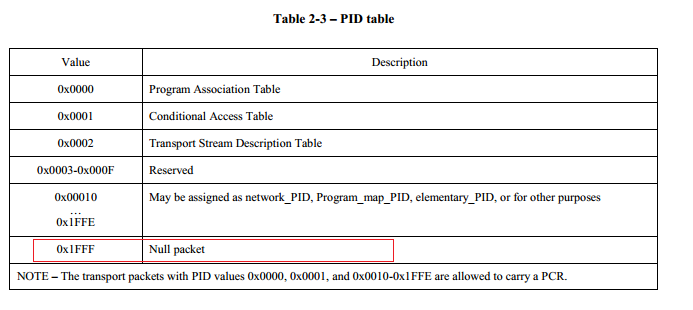 Table 2-3 – PID table
Value Description
0x0000 Program Association Table
0x0001 Conditional Access Table
0x0002 Transport Stream Description Table
0x0003-0x000F Reserved
0x00010 May be assigned as network_PID, Program_map_PID, elementary_PID, or for other purposes
…
0x1FFE
0x1FFF Null packet
NOTE – The transport packets with PID values 0x0000, 0x0001, and 0x0010-0x1FFE are allowed to carry a PCR.